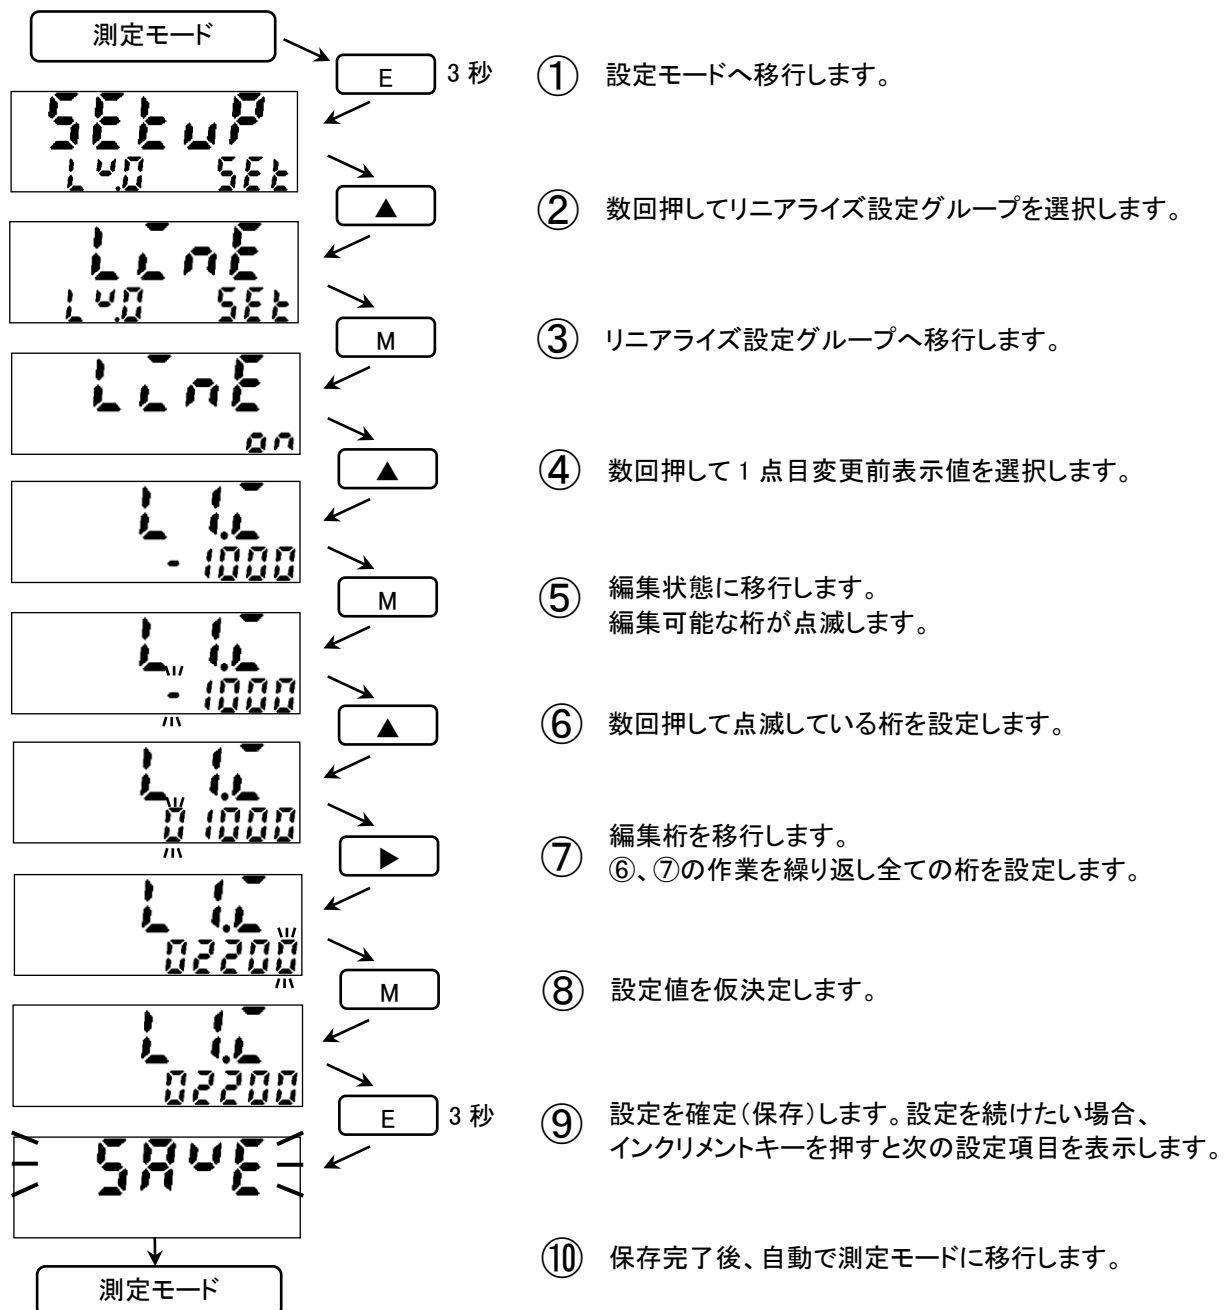 測定モード
E 3 秒 ① 設定モードへ移行します。
SEtuP
Lv.0 SEt
▲ ② 数回押してリニアライズ設定グループを選択します。
LinE
Lv.0 SEt
M ③ リニアライズ設定グループへ移行します。
LinE
on
▲ ④ 数回押して 1 点目変更前表示値を選択します。
L 1.i
- 1000
M ⑤ 編集状態に移行します。
編集可能な桁が点滅します。
L 1.i
- 1000
▲ ⑥ 数回押して点滅している桁を設定します。
L 1.i
01000
▶ ⑦ 編集桁を移行します。
⑥、⑦の作業を繰り返し全ての桁を設定します。
L 1.i
02200
M ⑧ 設定値を仮決定します。
L 1.i
02200
E 3 秒 ⑨ 設定を確定(保存)します。設定を続けたい場合、
インクリメントキーを押すと次の設定項目を表示します。
SAvE
⑩ 保存完了後、自動で測定モードに移行します。
測定モード